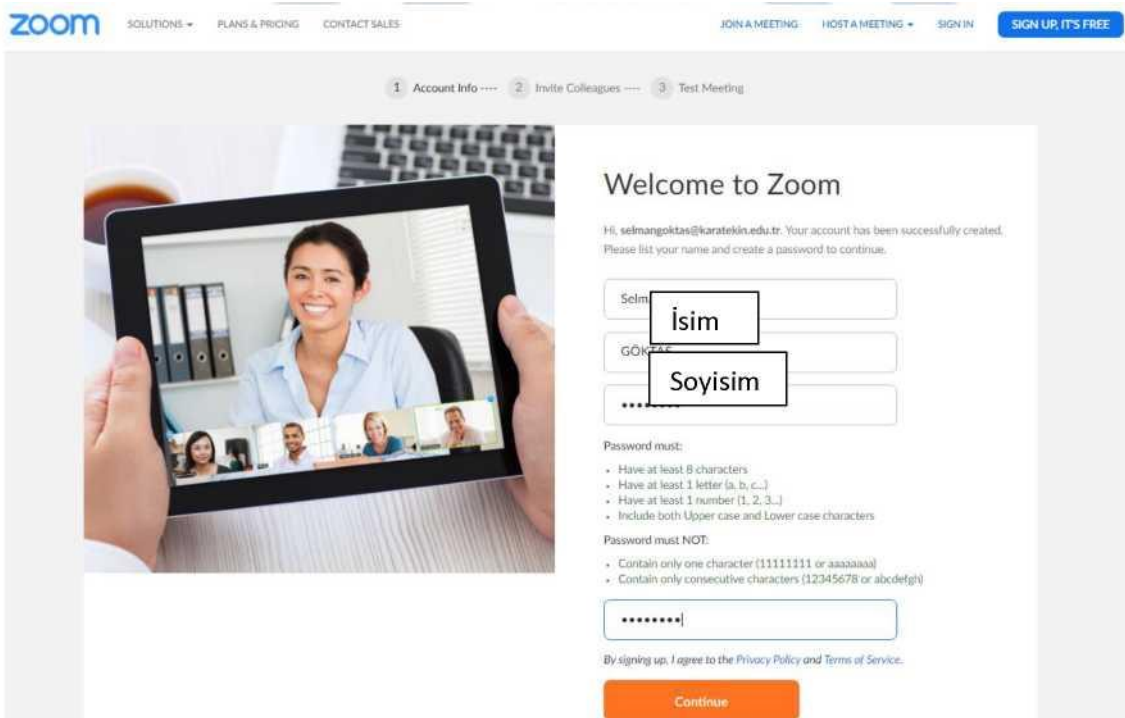 zoom SOLUTIONS PLANS & PRICING CONTACT SALES JOIN A MEETING HOST A MEETING SIGN IN SIGN UP, IT'S FREE
1 Account Info ---- 2 Invite Colleagues ---- 3 Test Meeting
Welcome to Zoom
Hi, selmangoktas@karatekin.edu.tr. Your account has been successfully created.
Please list your name and create a password to continue.
Selm
İsim
Soyisim
Password must:
• Have at least 8 characters
• Have at least 1 letter (a, b, c...)
• Have at least 1 number (1, 2, 3...)
• Include both Upper case and Lower case characters
Password must NOT:
• Contain only one character (11111111 or aaaaaaaa)
• Contain only consecutive characters (12345678 or abcdefgh)
By signing up, I agree to the Privacy Policy and Terms of Service.
Continue